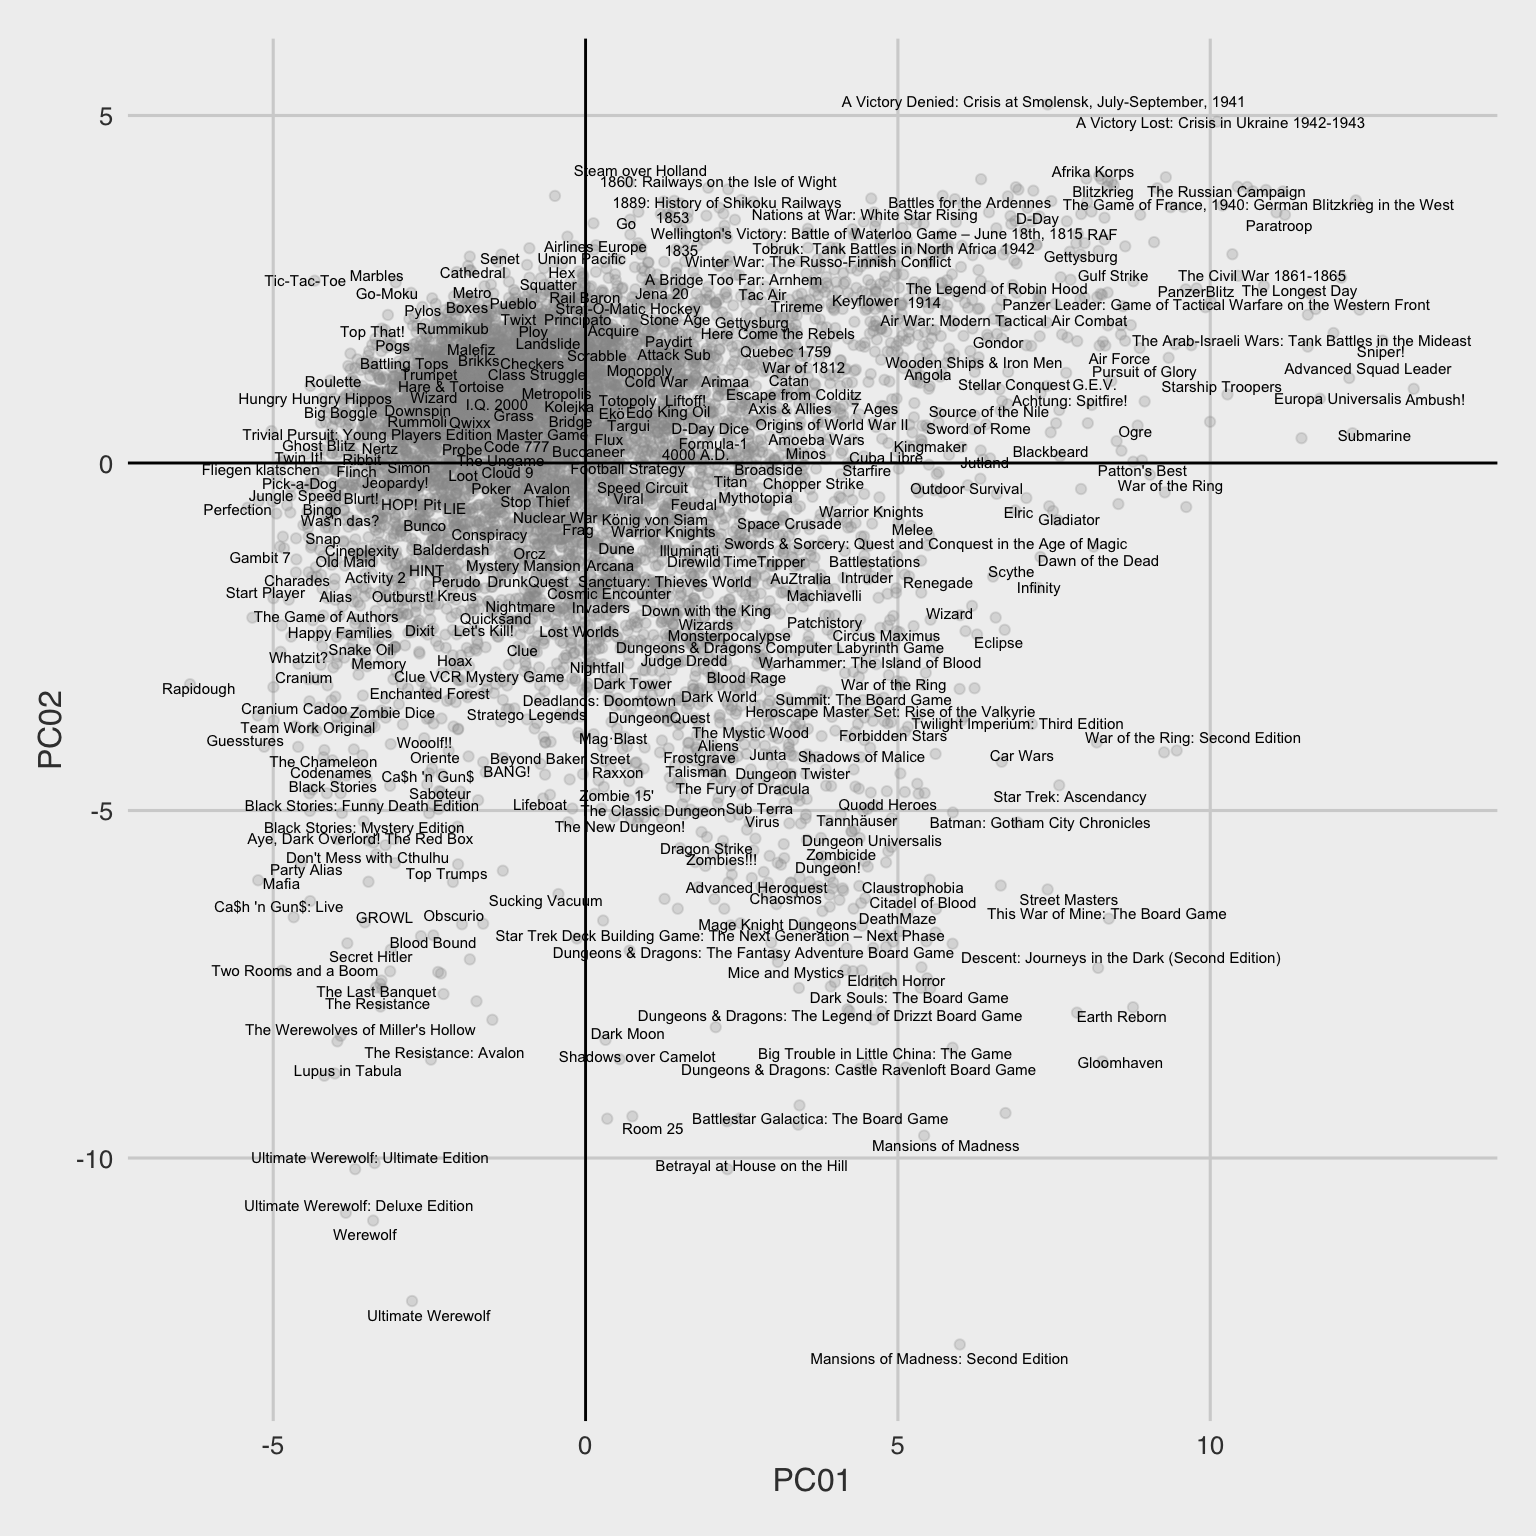 A Victory Denied: Crisis at Smolensk, July-September, 1941
5
A Victory Lost: Crisis in Ukraine 1942-1943
Steam over Holland
Afrika Korps
1860: Railways on the Isle of Wight
Blitzkrieg
The Russian Campaign
1889: History of Shikoku Railways
Battles for the Ardennes
The Game of France, 1940: German Blitzkrieg in the West
1853
Nations at War: White Star Rising
D-Day
Go
Paratroop
Wellington's Victory: Battle of Waterloo Game – June 18th, 1815
RAF
Airlines Europe
1835
Tobruk: Tank Battles in North Africa 1942
Senet
Union Pacific
Winter War: The Russo-Finnish Conflict
Gettysburg
Tic-Tac-Toe
Marbles
Cathedral
Hex
A Bridge Too Far: Arnhem
Gulf Strike
The Civil War 1861-1865
Squatter
Go-Moku
Metro
Rail Baron
Jena 20
Tac Air
The Legend of Robin Hood
PanzerBlitz
The Longest Day
Pylos
Boxes
Pueblo
Strat-O-Matic Hockey
Trireme
Keyflower
1914
Panzer Leader: Game of Tactical Warfare on the Western Front
Twixt
Principato
Stone Age
Gettysburg
Air War: Modern Tactical Air Combat
Top That!
Rummikub
Ploy
Acquire
Here Come the Rebels
Pogs
Malefiz
Landslide
Paydirt
Gondor
The Arab-Israeli Wars: Tank Battles in the Mideast
Scrabble
Attack Sub
Quebec 1759
Sniper!
Battling Tops
Brikks
Checkers
War of 1812
Wooden Ships & Iron Men
Air Force
Trumpet
Class Struggle
Monopoly
Angola
Pursuit of Glory
Advanced Squad Leader
Roulette
Hare & Tortoise
Cold War
Arimaa
Catan
Stellar Conquest
G.E.V.
Starship Troopers
Hungry Hungry Hippos
Wizard
Metropolis
Totopoly
Liftoff!
Escape from Colditz
Achtung: Spitfire!
Europa Universalis
Ambush!
Big Boggle
Downspin
I.Q. 2000
Kolejka
Ekö
Edo
King Oil
Axis & Allies
7 Ages
Source of the Nile
Rummoli
Qwixx
Grass
Bridge
Targui
D-Day Dice
Origins of World War II
Sword of Rome
Ogre
Submarine
Trivial Pursuit: Young Players Edition Master Game
Flux
Formula-1
Amoeba Wars
Ghost Blitz
Nertz
Probe
Code 777
Buccaneer
4000 A.D.
Minos
Kingmaker
Blackbeard
Twin It!
Ribbit
The Ungame
Cuba Libre
Jutland
0
Fliegen klatschen
Flinch
Simon
Loot
Cloud 9
Football Strategy
Broadside
Starfire
Patton's Best
Pick-a-Dog
Jeopardy!
Titan
Chopper Strike
War of the Ring
Jungle Speed
Blurt!
Poker
Avalon
Speed Circuit
Outdoor Survival
HOP!
Pit
LIE
Stop Thief
Viral
Feudal
Mythotopia
Perfection
Bingo
Warrior Knights
Elric
Was'n das?
Bunco
Nuclear War
König von Siam
Space Crusade
Gladiator
Snap
Conspiracy
Frag
Warrior Knights
Melee
Gambit 7
Cineplexity
Balderdash
Orcz
Dune
Illuminati
Swords & Sorcery: Quest and Conquest in the Age of Magic
Old Maid
HINT
Mystery Mansion
Arcana
Direwild
TimeTripper
Battlestations
Dawn of the Dead
Charades
Activity 2
Perudo
DrunkQuest
Sanctuary: Thieves World
AuZtralia
Intruder
Renegade
Scythe
Start Player
Alias
Outburst!
Kreus
Cosmic Encounter
Machiavelli
Infinity
Nightmare
Invaders
Down with the King
Wizard
The Game of Authors
Quicksand
Wizards
Patchistory
Happy Families
Dixit
Let's Kill!
Lost Worlds
Monsterpocalypse
Circus Maximus
Eclipse
Whatzit?
Snake Oil
Clue
Dungeons & Dragons Computer Labyrinth Game
Memory
Hoax
Nightfall
Judge Dredd
Warhammer: The Island of Blood
Cranium
Clue VCR Mystery Game
Blood Rage
Rapidough
Enchanted Forest
Dark Tower
War of the Ring
Deadlands: Doomtown
Dark World
Summit: The Board Game
Cranium Cadoo
Zombie Dice
Stratego Legends
DungeonQuest
Heroscape Master Set: Rise of the Valkyrie
Team Work Original
Twilight Imperium: Third Edition
Guesstures
Wooolf!!
Mag·Blast
The Mystic Wood
Forbidden Stars
War of the Ring: Second Edition
Aliens
The Chameleon
Oriente
Beyond Baker Street
Frostgrave
Junta
Shadows of Malice
Car Wars
Codenames
Ca$h 'n Gun$
BANG!
Raxxon
Talisman
Dungeon Twister
Black Stories
Saboteur
Zombie 15'
The Fury of Dracula
Star Trek: Ascendancy
Black Stories: Funny Death Edition
Lifeboat
The Classic Dungeon
Sub Terra
Quodd Heroes
-5
Black Stories: Mystery Edition
The New Dungeon!
Virus
Tannhäuser
Batman: Gotham City Chronicles
Aye, Dark Overlord! The Red Box
Dragon Strike
Dungeon Universalis
Don't Mess with Cthulhu
Zombies!!!
Zombicide
Party Alias
Top Trumps
Dungeon!
Mafia
Advanced Heroquest
Claustrophobia
Ca$h 'n Gun$: Live
Sucking Vacuum
Chaosmos
Citadel of Blood
Street Masters
GROWL
Obscurio
Mage Knight Dungeons
DeathMaze
This War of Mine: The Board Game
Blood Bound
Star Trek Deck Building Game: The Next Generation – Next Phase
Secret Hitler
Dungeons & Dragons: The Fantasy Adventure Board Game
Descent: Journeys in the Dark (Second Edition)
Two Rooms and a Boom
Mice and Mystics
Eldritch Horror
The Last Banquet
Dark Souls: The Board Game
The Resistance
Dungeons & Dragons: The Legend of Drizzt Board Game
Earth Reborn
The Werewolves of Miller's Hollow
Dark Moon
The Resistance: Avalon
Shadows over Camelot
Big Trouble in Little China: The Game
Lupus in Tabula
Dungeons & Dragons: Castle Ravenloft Board Game
Gloomhaven
Battlestar Galactica: The Board Game
Room 25
Mansions of Madness
-10
Ultimate Werewolf: Ultimate Edition
Betrayal at House on the Hill
Ultimate Werewolf: Deluxe Edition
Werewolf
Ultimate Werewolf
Mansions of Madness: Second Edition
-5
0
5
10
PC01
PC02